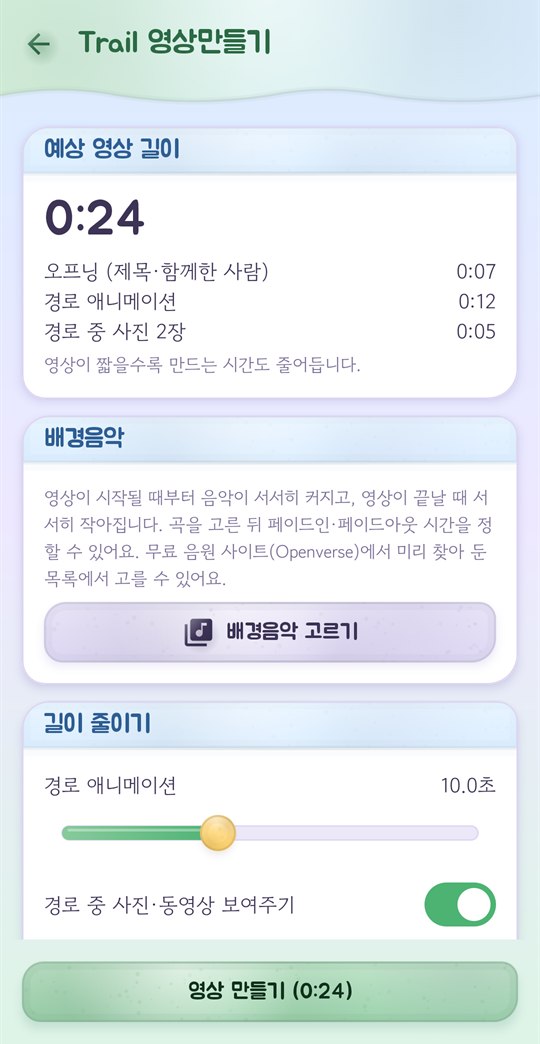 Trail 영상만들기
예상 영상 길이
0:24
오프닝 (제목·함께한 사람) 0:07
경로 애니메이션 0:12
경로 중 사진 2장 0:05
영상이 짧을수록 만드는 시간도 줄어듭니다.
배경음악
영상이 시작될 때부터 음악이 서서히 커지고, 영상이 끝날 때 서
서히 작아집니다. 곡을 고른 뒤 페이드인·페이드아웃 시간을 정
할 수 있어요. 무료 음원 사이트(Openverse)에서 미리 찾아 둔
목록에서 고를 수 있어요.
배경음악 고르기
길이 줄이기
경로 애니메이션 10.0초
경로 중 사진·동영상 보여주기
영상 만들기 (0:24)